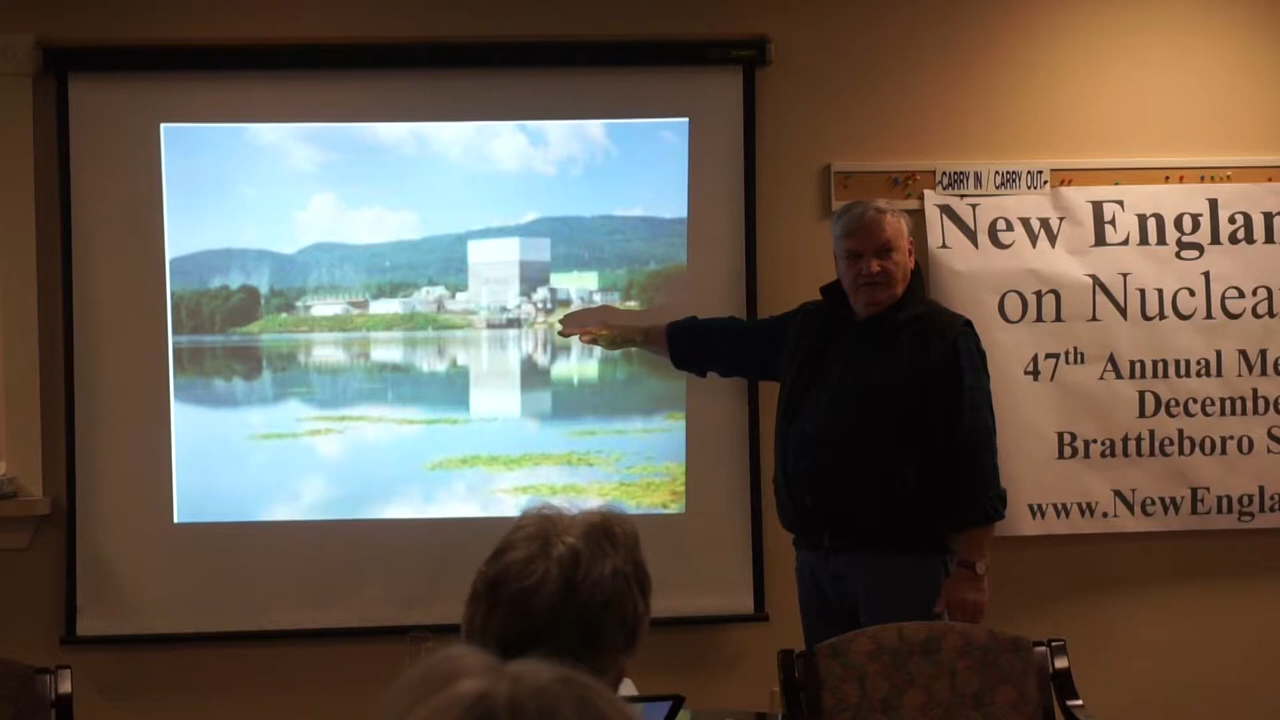 CARRY IN / CARRY OUT
New Englan
on Nuclea
47th Annual Me
Decembe
Brattleboro S
www.NewEngla